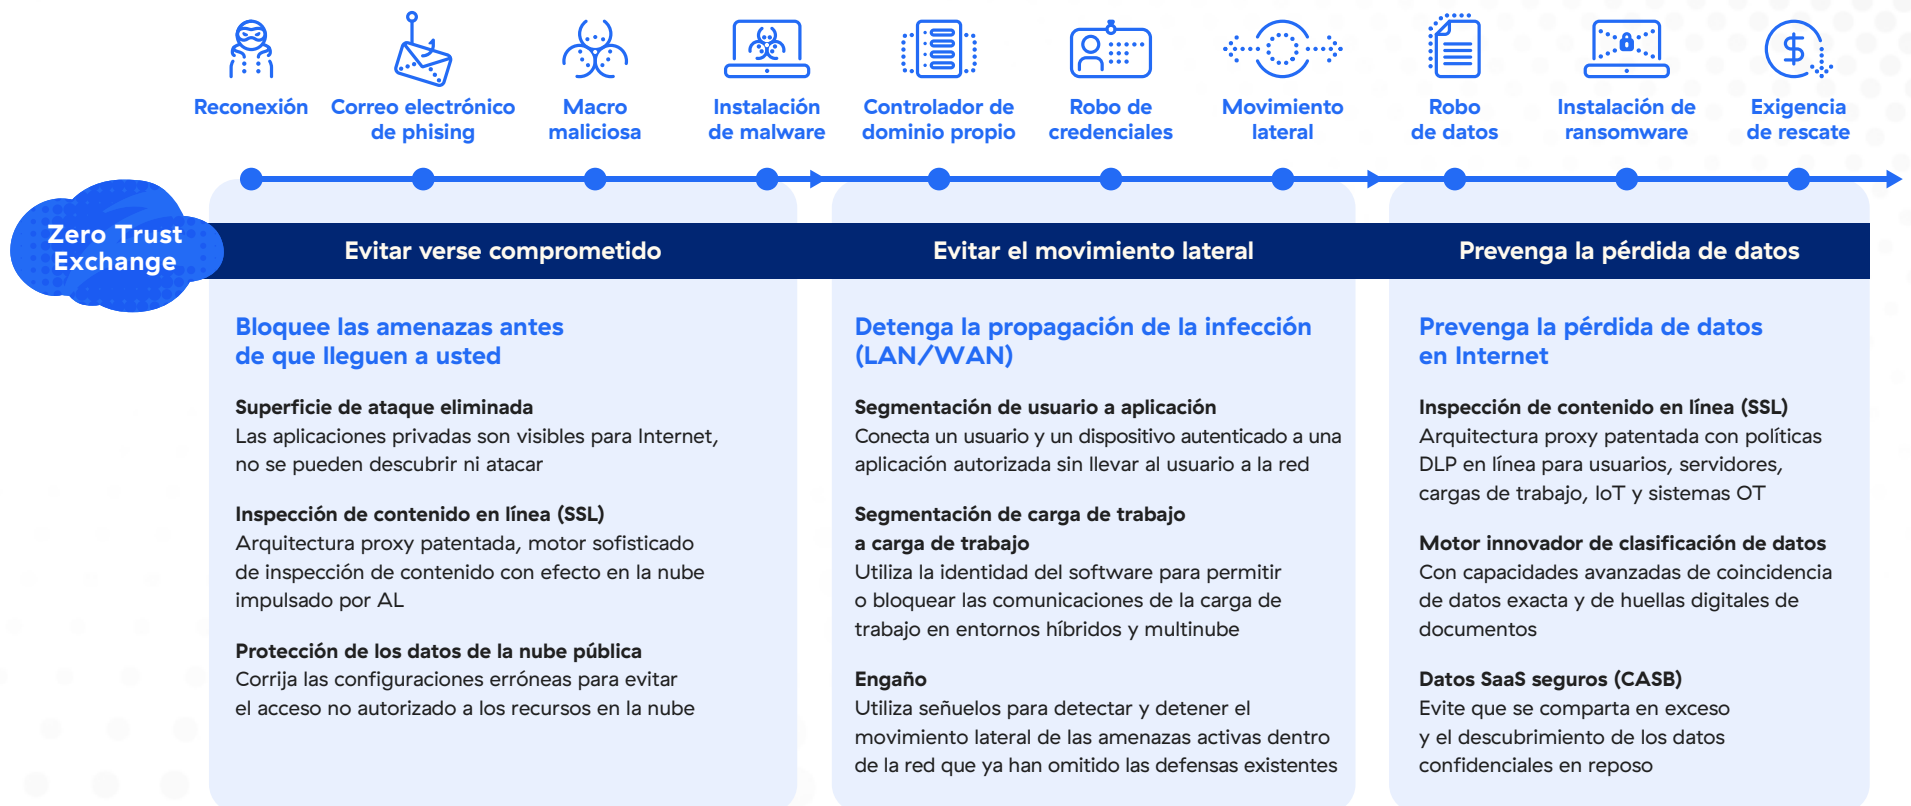 Reconexión
Correo electrónico
de phising
Macro
maliciosa
Instalación
de malware
Controlador de
dominio propio
Robo de
credenciales
Movimiento
lateral
Robo
de datos
Instalación de
ransomware
Exigencia
de rescate
Zero Trust
Exchange
Evitar verse comprometido
Evitar el movimiento lateral
Prevenga la pérdida de datos
Bloquee las amenazas antes
de que lleguen a usted
Superficie de ataque eliminada
Las aplicaciones privadas son visibles para Internet,
no se pueden descubrir ni atacar
Inspección de contenido en línea (SSL)
Arquitectura proxy patentada, motor sofisticado
de inspección de contenido con efecto en la nube
impulsado por AL
Protección de los datos de la nube pública
Corrija las configuraciones erróneas para evitar
el acceso no autorizado a los recursos en la nube
Detenga la propagación de la infección
(LAN/WAN)
Segmentación de usuario a aplicación
Conecta un usuario y un dispositivo autenticado a una
aplicación autorizada sin llevar al usuario a la red
Segmentación de carga de trabajo
a carga de trabajo
Utiliza la identidad del software para permitir
o bloquear las comunicaciones de la carga de
trabajo en entornos híbridos y multinube
Engaño
Utiliza señuelos para detectar y detener el
movimiento lateral de las amenazas activas dentro
de la red que ya han omitido las defensas existentes
Prevenga la pérdida de datos
en Internet
Inspección de contenido en línea (SSL)
Arquitectura proxy patentada con políticas
DLP en línea para usuarios, servidores,
cargas de trabajo, IoT y sistemas OT
Motor innovador de clasificación de datos
Con capacidades avanzadas de coincidencia
de datos exacta y de huellas digitales de
documentos
Datos SaaS seguros (CASB)
Evite que se comparta en exceso
y el descubrimiento de los datos
confidenciales en reposo